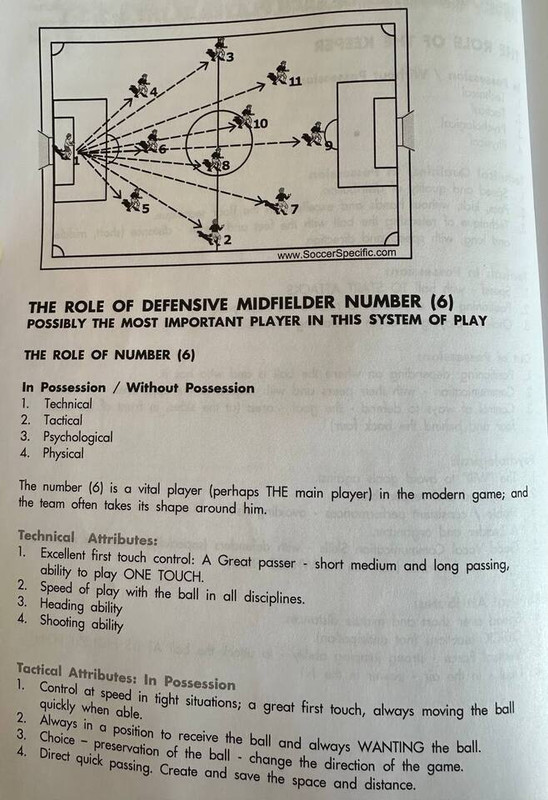 3
11
4
10
9
1
6
8
5
7
2
www.SoccerSpecific.com
THE ROLE OF DEFENSIVE MIDFIELDER NUMBER (6)
POSSIBLY THE MOST IMPORTANT PLAYER IN THIS SYSTEM OF PLAY
THE ROLE OF NUMBER (6)
In Possession / Without Possession
1. Technical
2. Tactical
3. Psychological
4. Physical
The number (6) is a vital player (perhaps THE main player) in the modern game; and
the team often takes its shape around him.
Technical Attributes:
1. Excellent first touch control: A Great passer - short medium and long passing,
ability to play ONE TOUCH.
2. Speed of play with the ball in all disciplines.
3. Heading ability
4. Shooting ability
Tactical Attributes: In Possession
1. Control at speed in tight situations; a great first touch, always moving the ball
quickly when able.
2. Always in a position to receive the ball and always WANTING the ball.
3. Choice – preservation of the ball - change the direction of the game.
4. Direct quick passing. Create and save the space and distance.